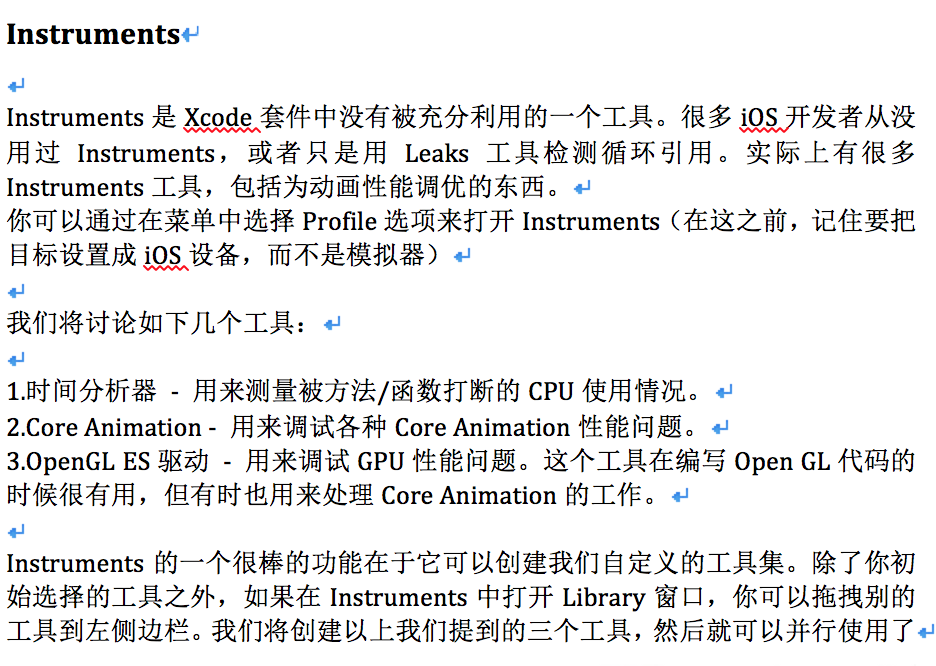 Instruments
Instruments 是 Xcode 套件中没有被充分利用的一个工具。很多 iOS 开发者从没
用过 Instruments，或者只是用 Leaks 工具检测循环引用。实际上有很多
Instruments 工具，包括为动画性能调优的东西。
你可以通过在菜单中选择 Profile 选项来打开 Instruments（在这之前，记住要把
目标设置成 iOS 设备，而不是模拟器）
我们将讨论如下几个工具：
1.时间分析器 - 用来测量被方法/函数打断的 CPU 使用情况。
2.Core Animation - 用来调试各种 Core Animation 性能问题。
3.OpenGL ES 驱动 - 用来调试 GPU 性能问题。这个工具在编写 Open GL 代码的
时候很有用，但有时也用来处理 Core Animation 的工作。
Instruments 的一个很棒的功能在于它可以创建我们自定义的工具集。除了你初
始选择的工具之外，如果在 Instruments 中打开 Library 窗口，你可以拖拽别的
工具到左侧边栏。我们将创建以上我们提到的三个工具，然后就可以并行使用了